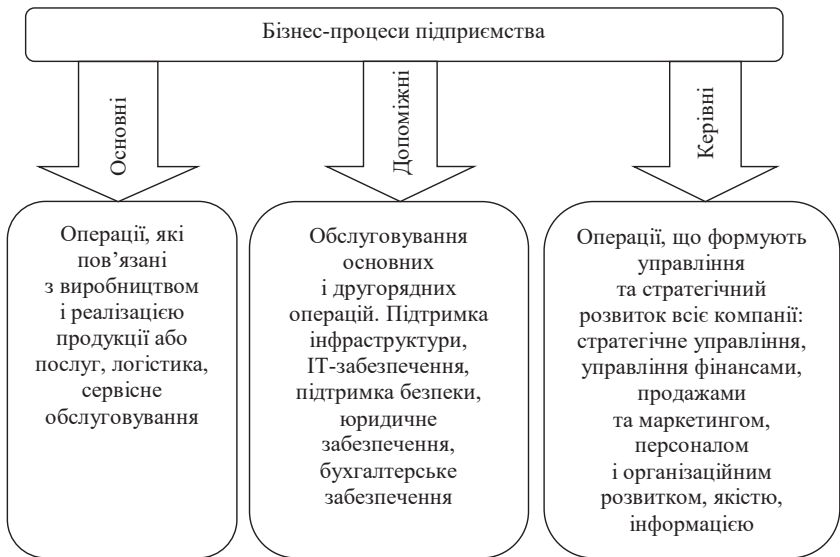 Бізнес-процеси підприємства
Основні
Допоміжні
Керівні
Операції, які
пов’язані
з виробництвом
і реалізацією
продукції або
послуг, логістика,
сервісне
обслуговування
Обслуговування
основних
і другорядних
операцій. Підтримка
інфраструктури,
ІТ-забезпечення,
підтримка безпеки,
юридичне
забезпечення,
бухгалтерське
забезпечення
Операції, що формують
управління
та стратегічний
розвиток всіє компанії:
стратегічне управління,
управління фінансами,
продажами
та маркетингом,
персоналом
і організаційним
розвитком, якістю,
інформацією